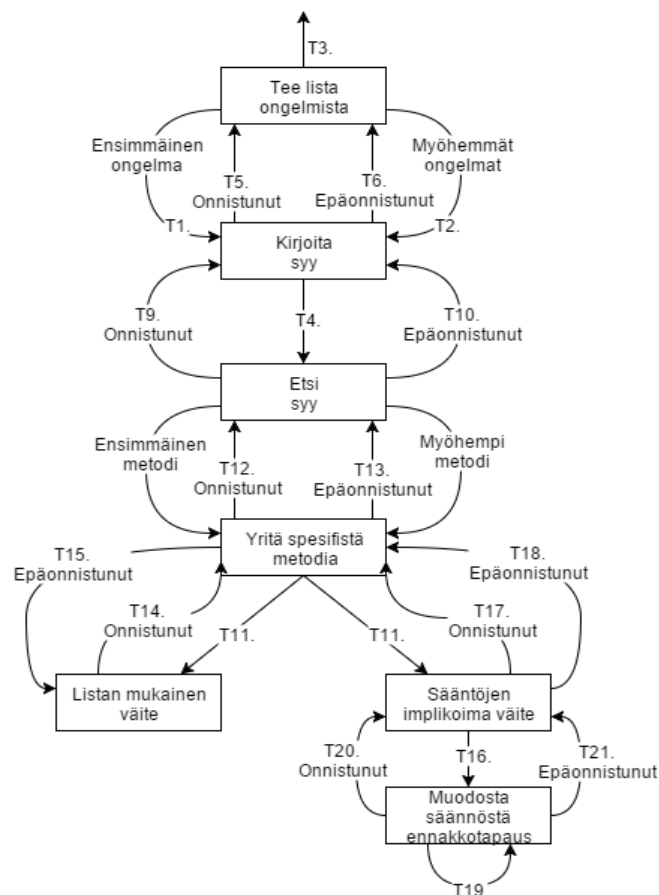 T3.
Tee lista
ongelmista
Ensimmäinen
ongelma
Myöhemmät
ongelmat
T5.
Onnistunut
T6.
Epäonnistunut
T1.
T2.
Kirjoita
syy
T9.
Onnistunut
T4.
T10.
Epäonnistunut
Etsi
syy
Ensimmäinen
metodi
Myöhempi
metodi
T12.
Onnistunut
T13.
Epäonnistunut
Yritä spesifistä
metodia
T15.
Epäonnistunut
T18.
Epäonnistunut
T14.
Onnistunut
T11.
T11.
T17.
Onnistunut
Listan mukainen
väite
Sääntöjen
implikoima väite
T20.
Onnistunut
T16.
T21.
Epäonnistunut
Muodosta
säännöstä
ennakkotapaus
T19